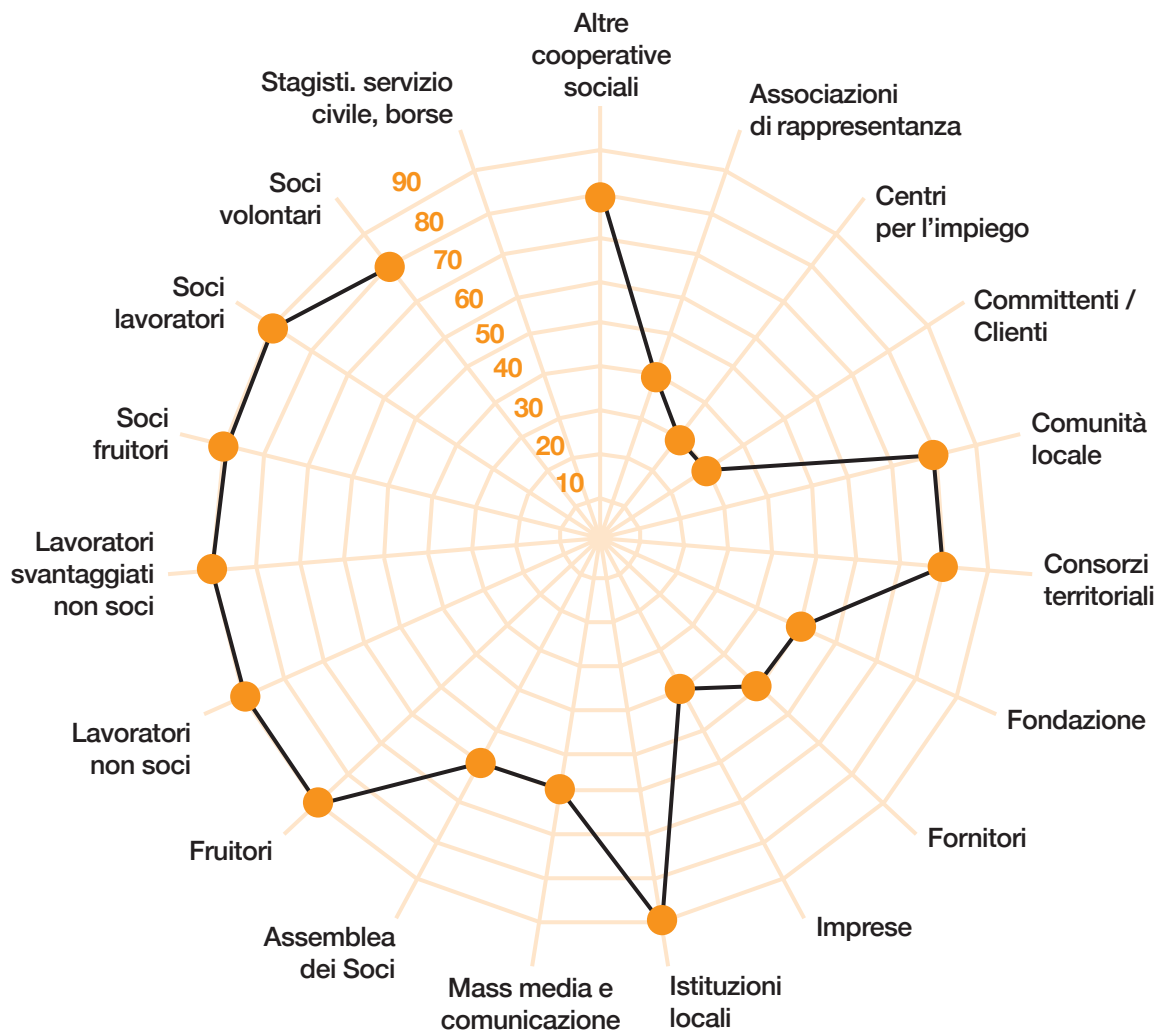 Altre
cooperative
sociali
Associazioni
di rappresentanza
Centri
per l’impiego
Committenti /
Clienti
Comunità
locale
Consorzi
territoriali
Fondazione
Fornitori
Imprese
Istituzioni
locali
Mass media e
comunicazione
Assemblea
dei Soci
Fruitori
Lavoratori
non soci
Lavoratori
svantaggiati
non soci
Soci
fruitori
Soci
lavoratori
Soci
volontari
Stagisti. servizio
civile, borse
90
80
70
60
50
40
30
20
10